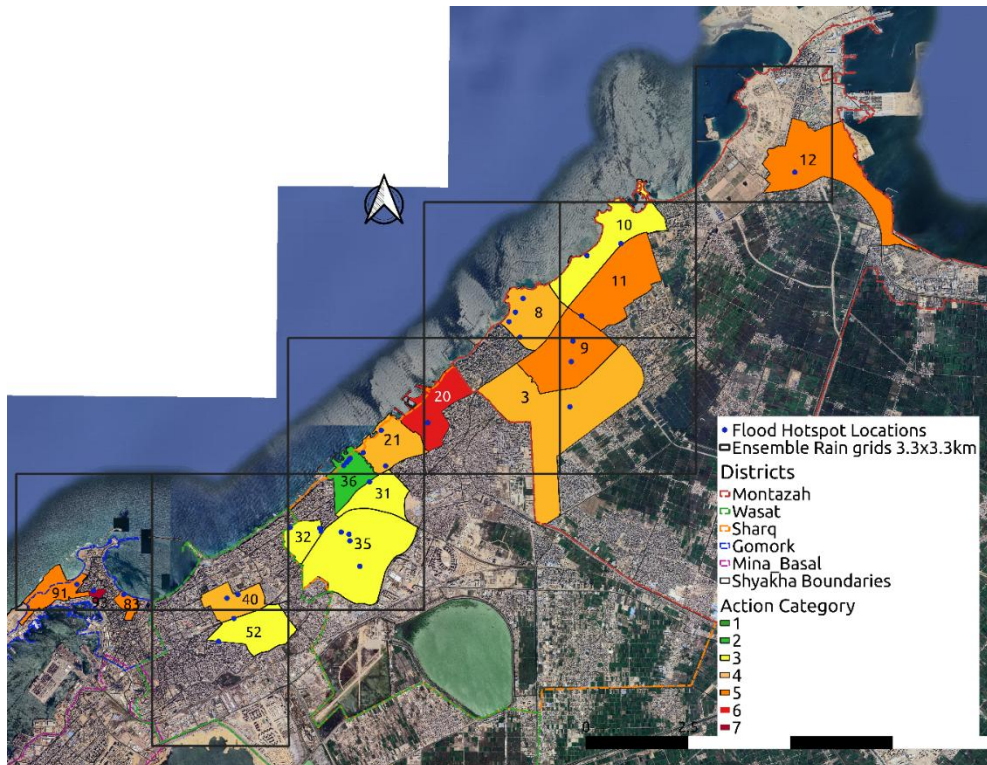 12
10
11
8
9
3
20
21
36
31
32
35
91
83
40
52
Flood Hotspot Locations
Ensemble Rain grids 3.3x3.3km
Districts
Montazah
Wasat
Sharq
Gomork
Mina_Basal
Shyakha Boundaries
Action Category
1
2
3
4
5
6
7
0